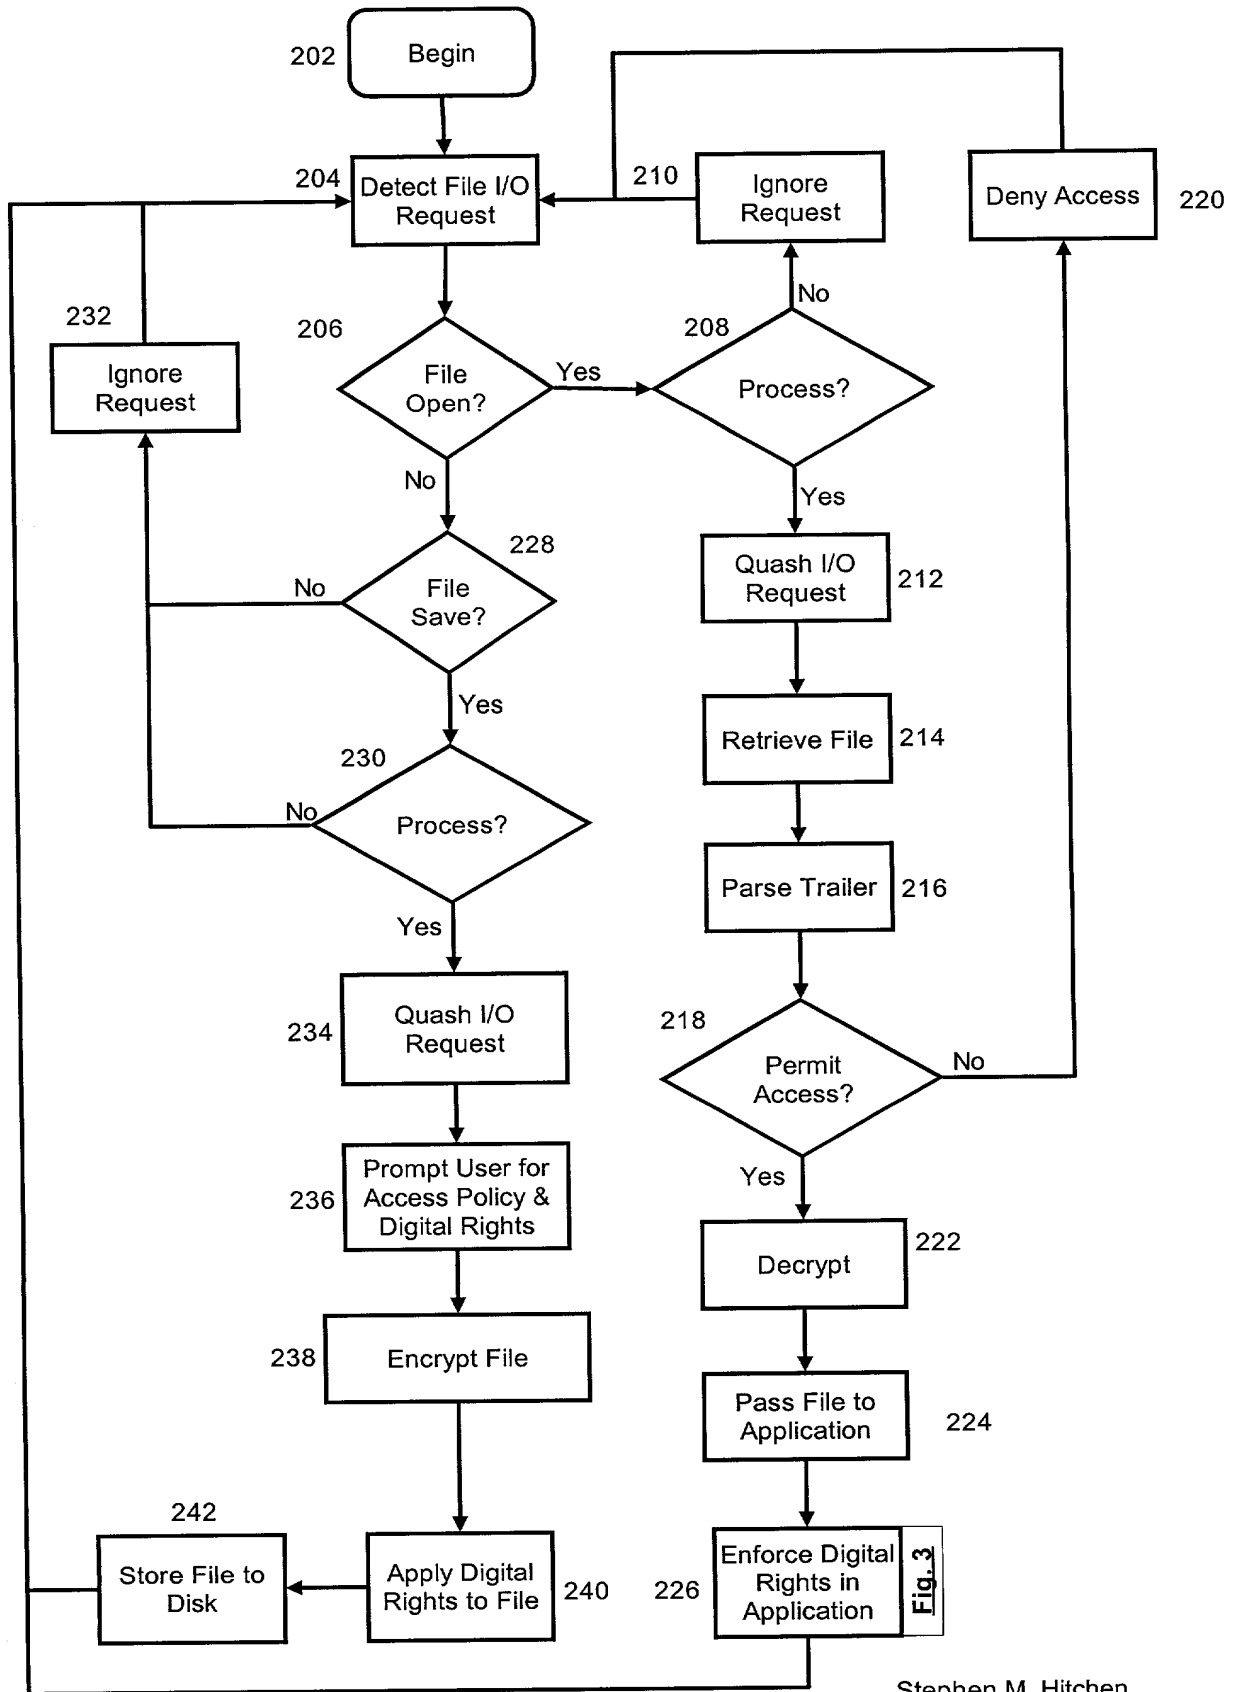 202
Begin
204
Detect File I/O
Request
210
Ignore
Request
Deny Access
220
No
232
Ignore
Request
206
File
Open?
Yes
208
Process?
No
Yes
228
File
Save?
No
Quash I/O
Request
212
Yes
Retrieve File
214
230
Process?
No
Parse Trailer
216
Yes
234
Quash I/O
Request
218
Permit
Access?
No
Yes
236
Prompt User for
Access Policy &
Digital Rights
Decrypt
222
238
Encrypt File
Pass File to
Application
224
242
Store File to
Disk
Apply Digital
Rights to File
240
226
Enforce Digital
Rights in
Application
Fig.3
Stephen M. Hitchen